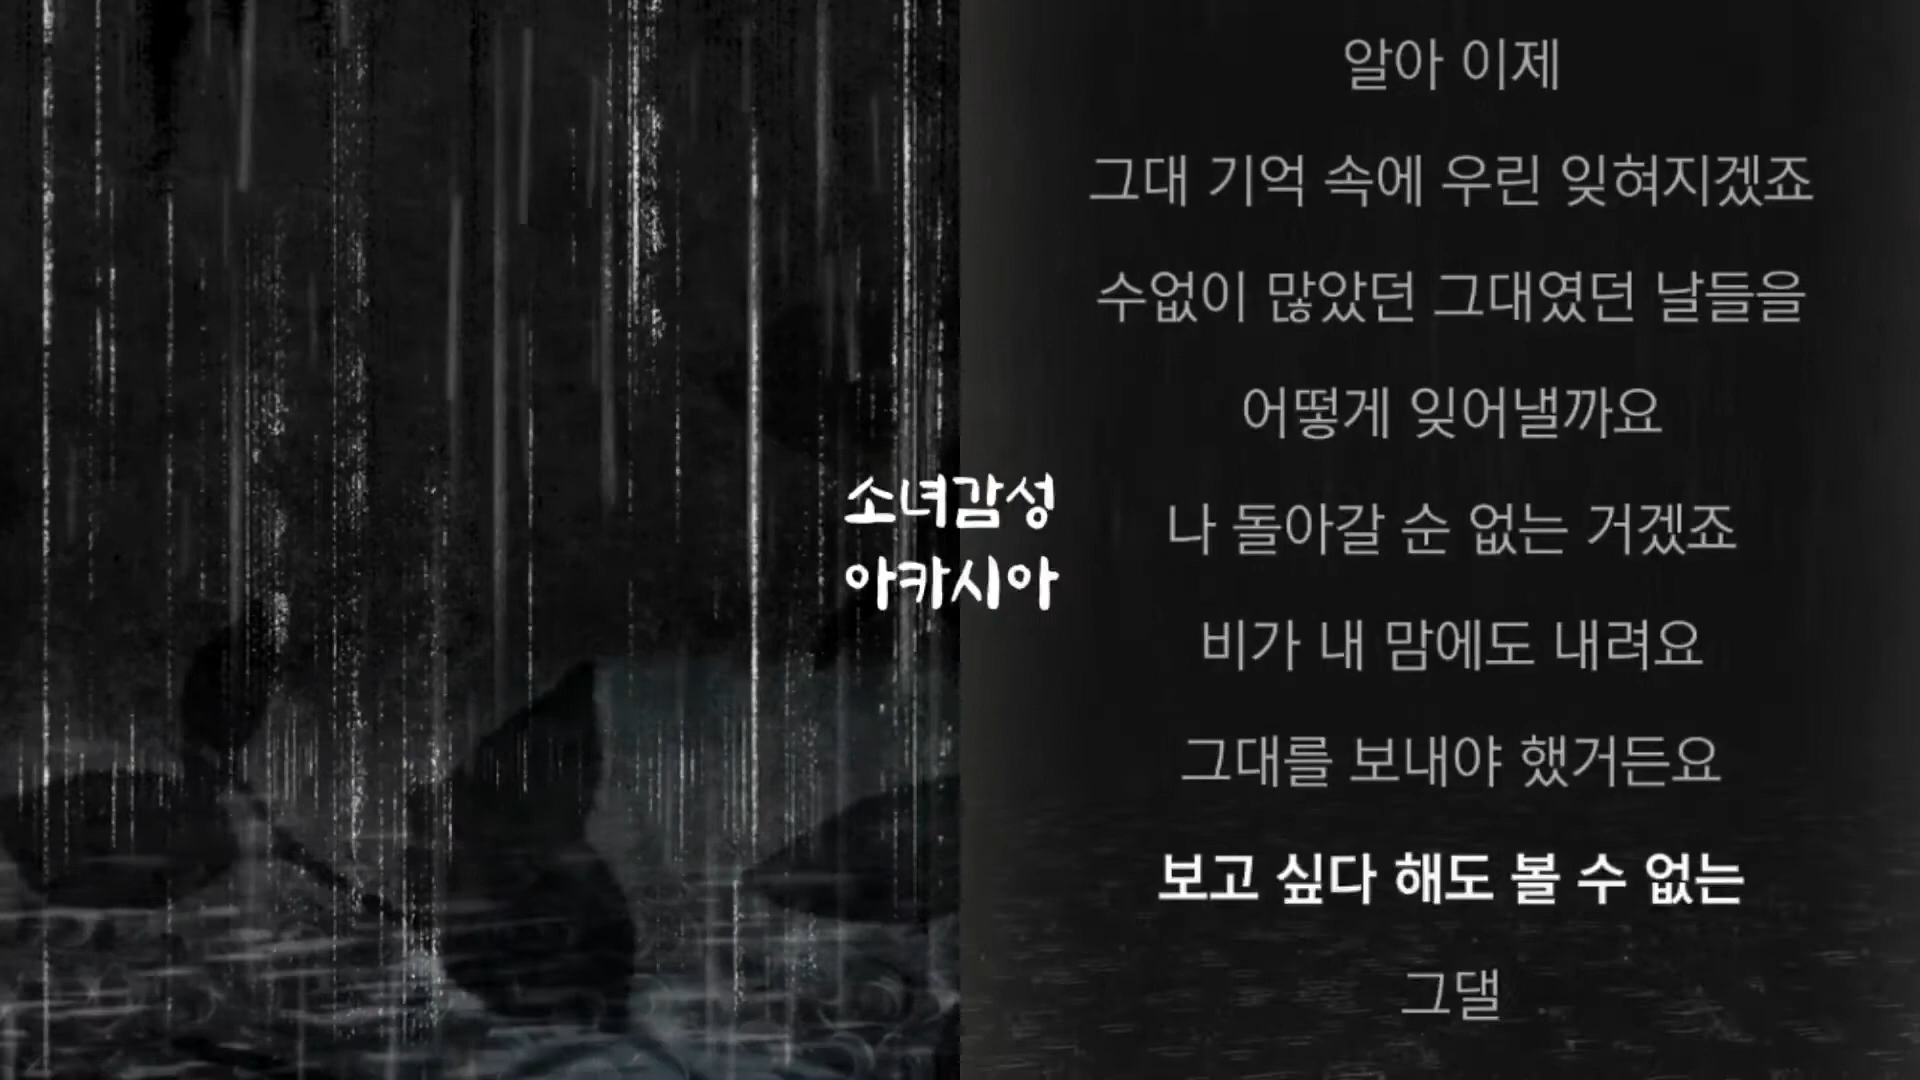 소녀감성
아카시아
알아 이제
그대 기억 속에 우린 잊혀지겠죠
수없이 많았던 그대였던 날들을
어떻게 잊어낼까요
나 돌아갈 순 없는 거겠죠
비가 내 맘에도 내려요
그대를 보내야 했거든요
보고 싶다 해도 볼 수 없는
그댈